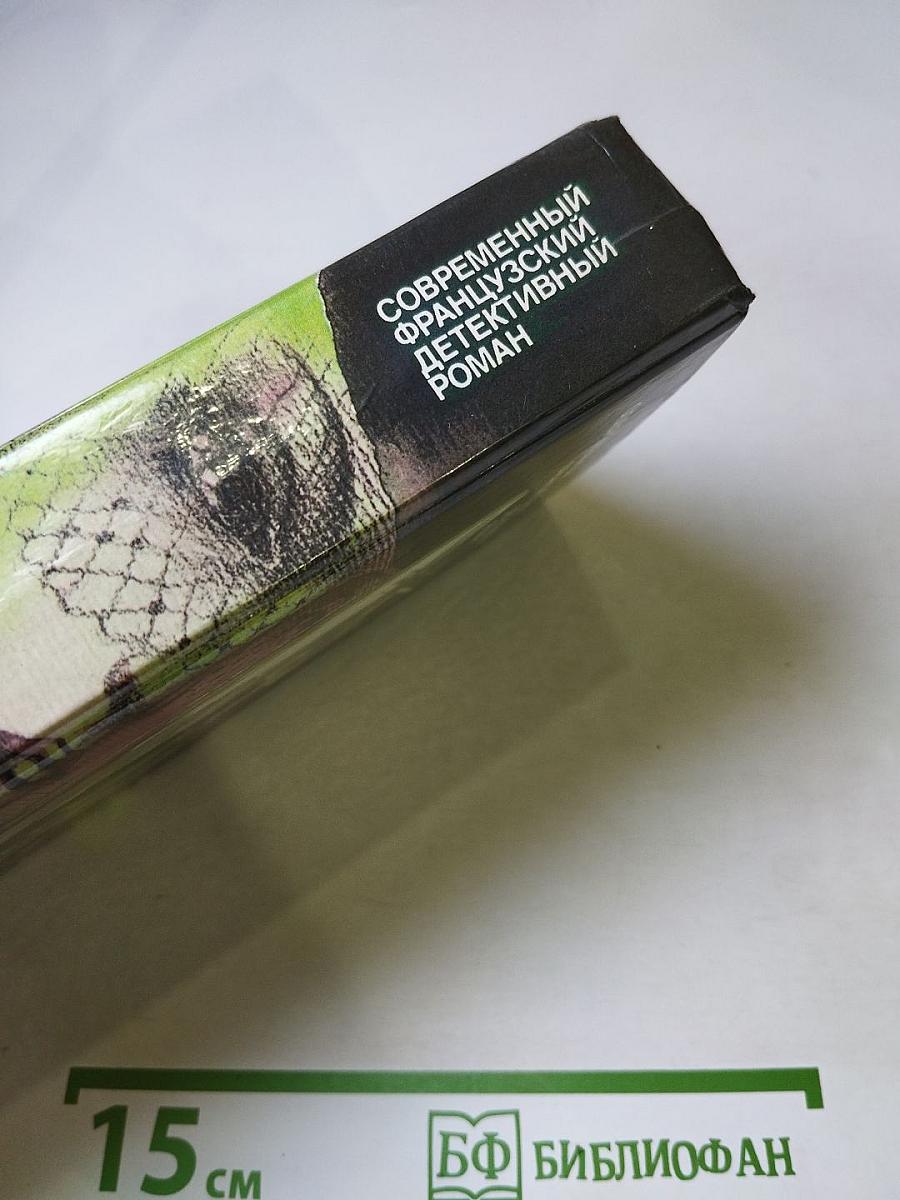 СОВРЕМЕННЫЙ
ФРАНЦУЗСКИЙ
ДЕТЕКТИВНЫЙ
РОМАН
15 см
БФ БИБЛИОФАН